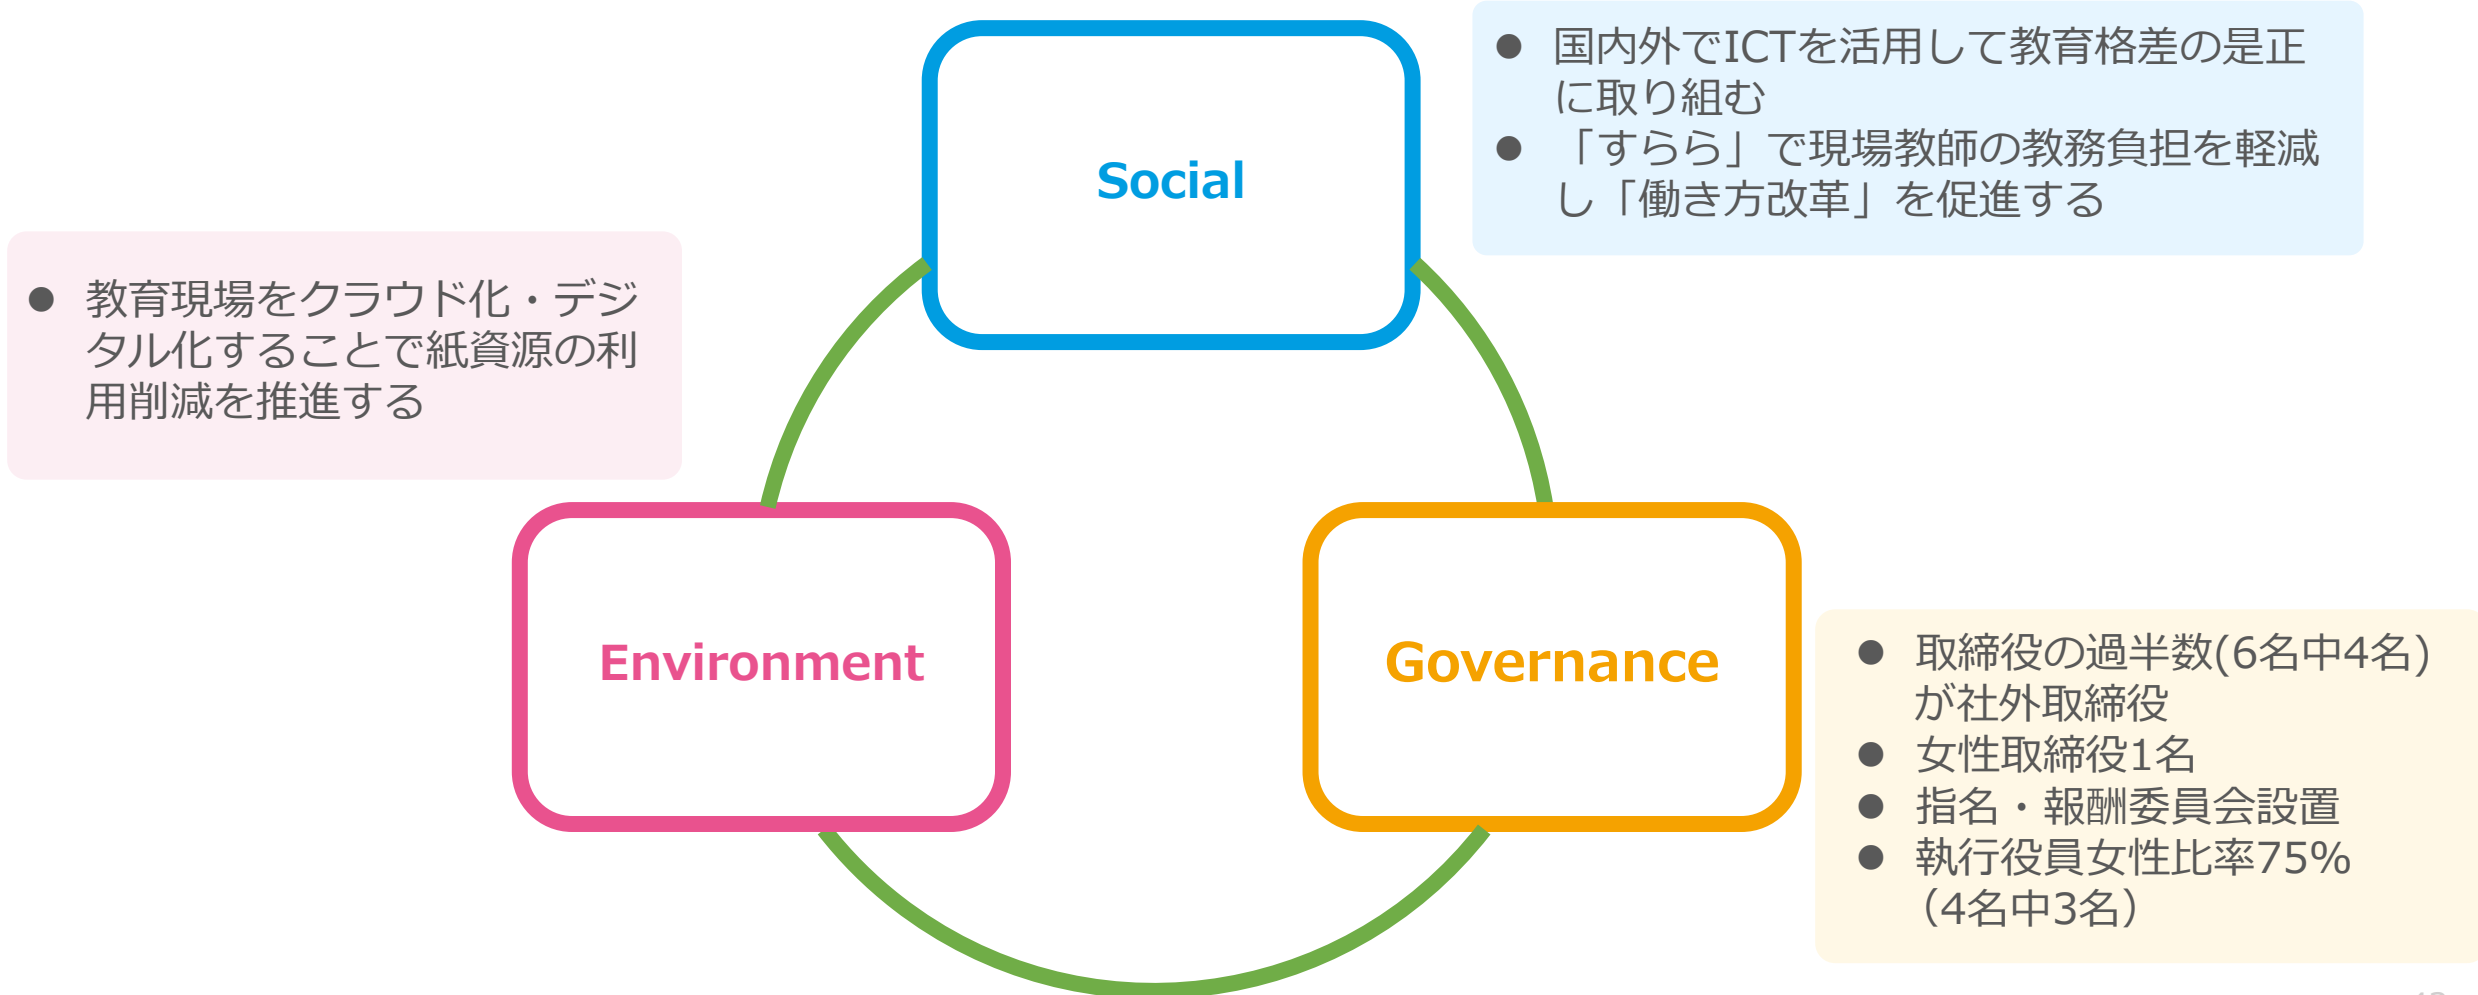 Social
● 国内外でICTを活用して教育格差の是正
に取り組む
● 「すらら」で現場教師の教務負担を軽減
し「働き方改革」を促進する
● 教育現場をクラウド化・デジ
タル化することで紙資源の利
用削減を推進する
Environment
Governance
● 取締役の過半数(6名中4名)
が社外取締役
● 女性取締役1名
● 指名・報酬委員会設置
● 執行役員女性比率75%
（4名中3名）